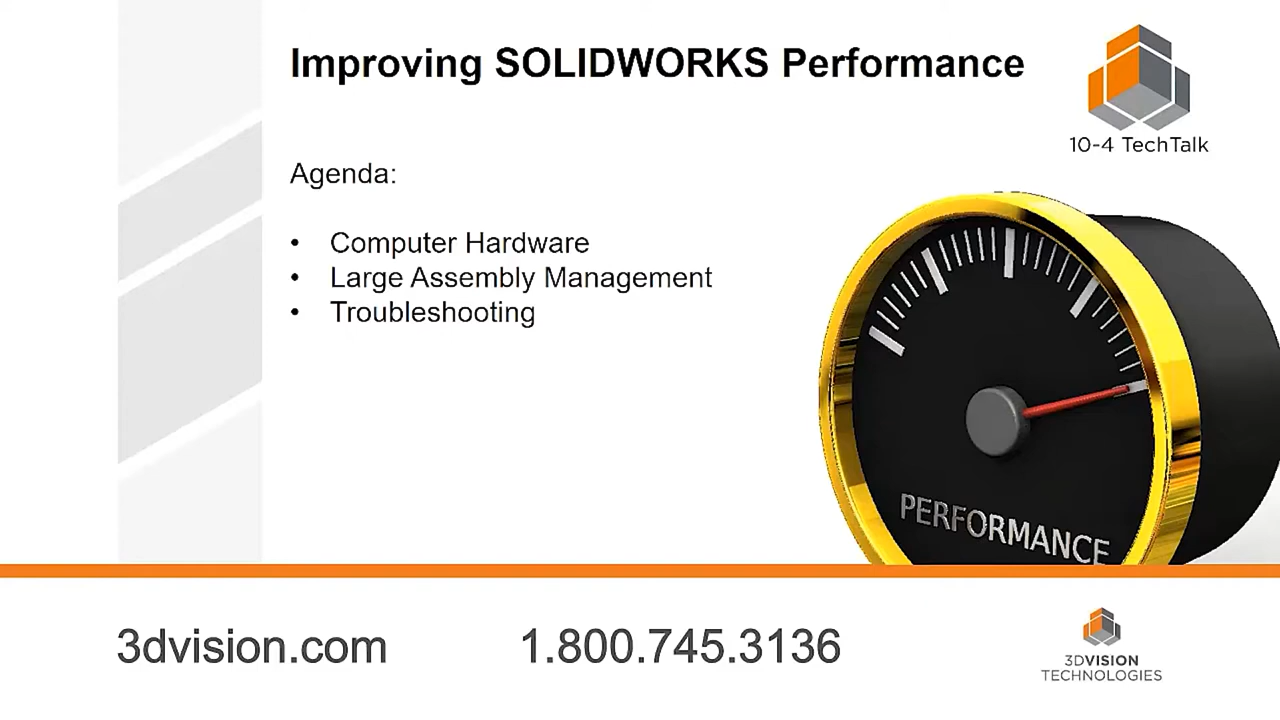 Improving SOLIDWORKS Performance
10-4 TechTalk
Agenda:
• Computer Hardware
• Large Assembly Management
• Troubleshooting
PERFORMANCE
3dvision.com
1.800.745.3136
3DVISION
TECHNOLOGIES